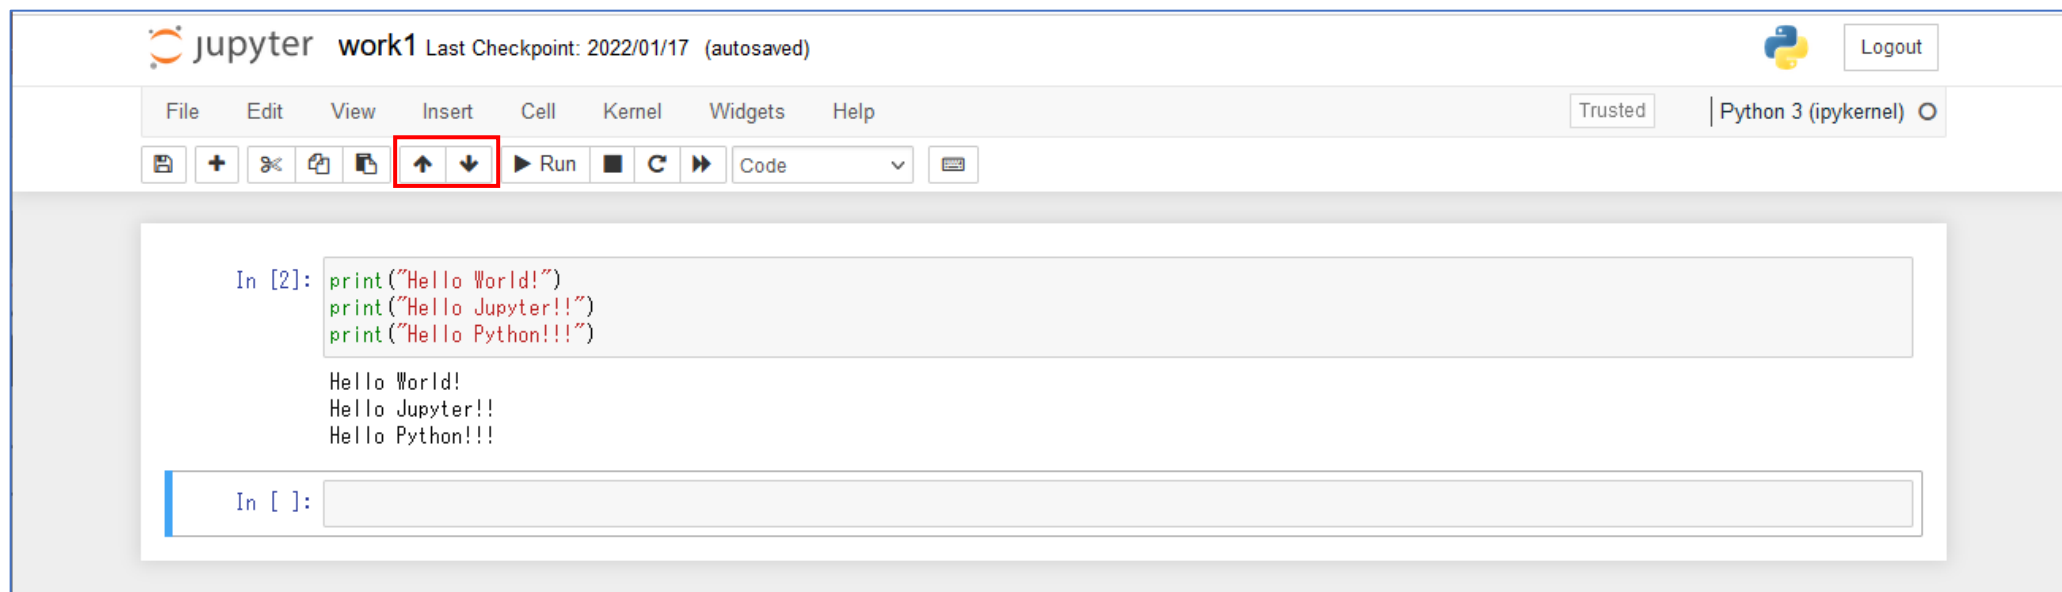 jupyter work1 Last Checkpoint: 2022/01/17 (autosaved) Logout
File Edit View Insert Cell Kernel Widgets Help Trusted Python 3 (ipykernel)
Run Code
In [2]: print("Hello World!")
print("Hello Jupyter!!")
print("Hello Python!!!")
Hello World!
Hello Jupyter!!
Hello Python!!!
In [ ]: